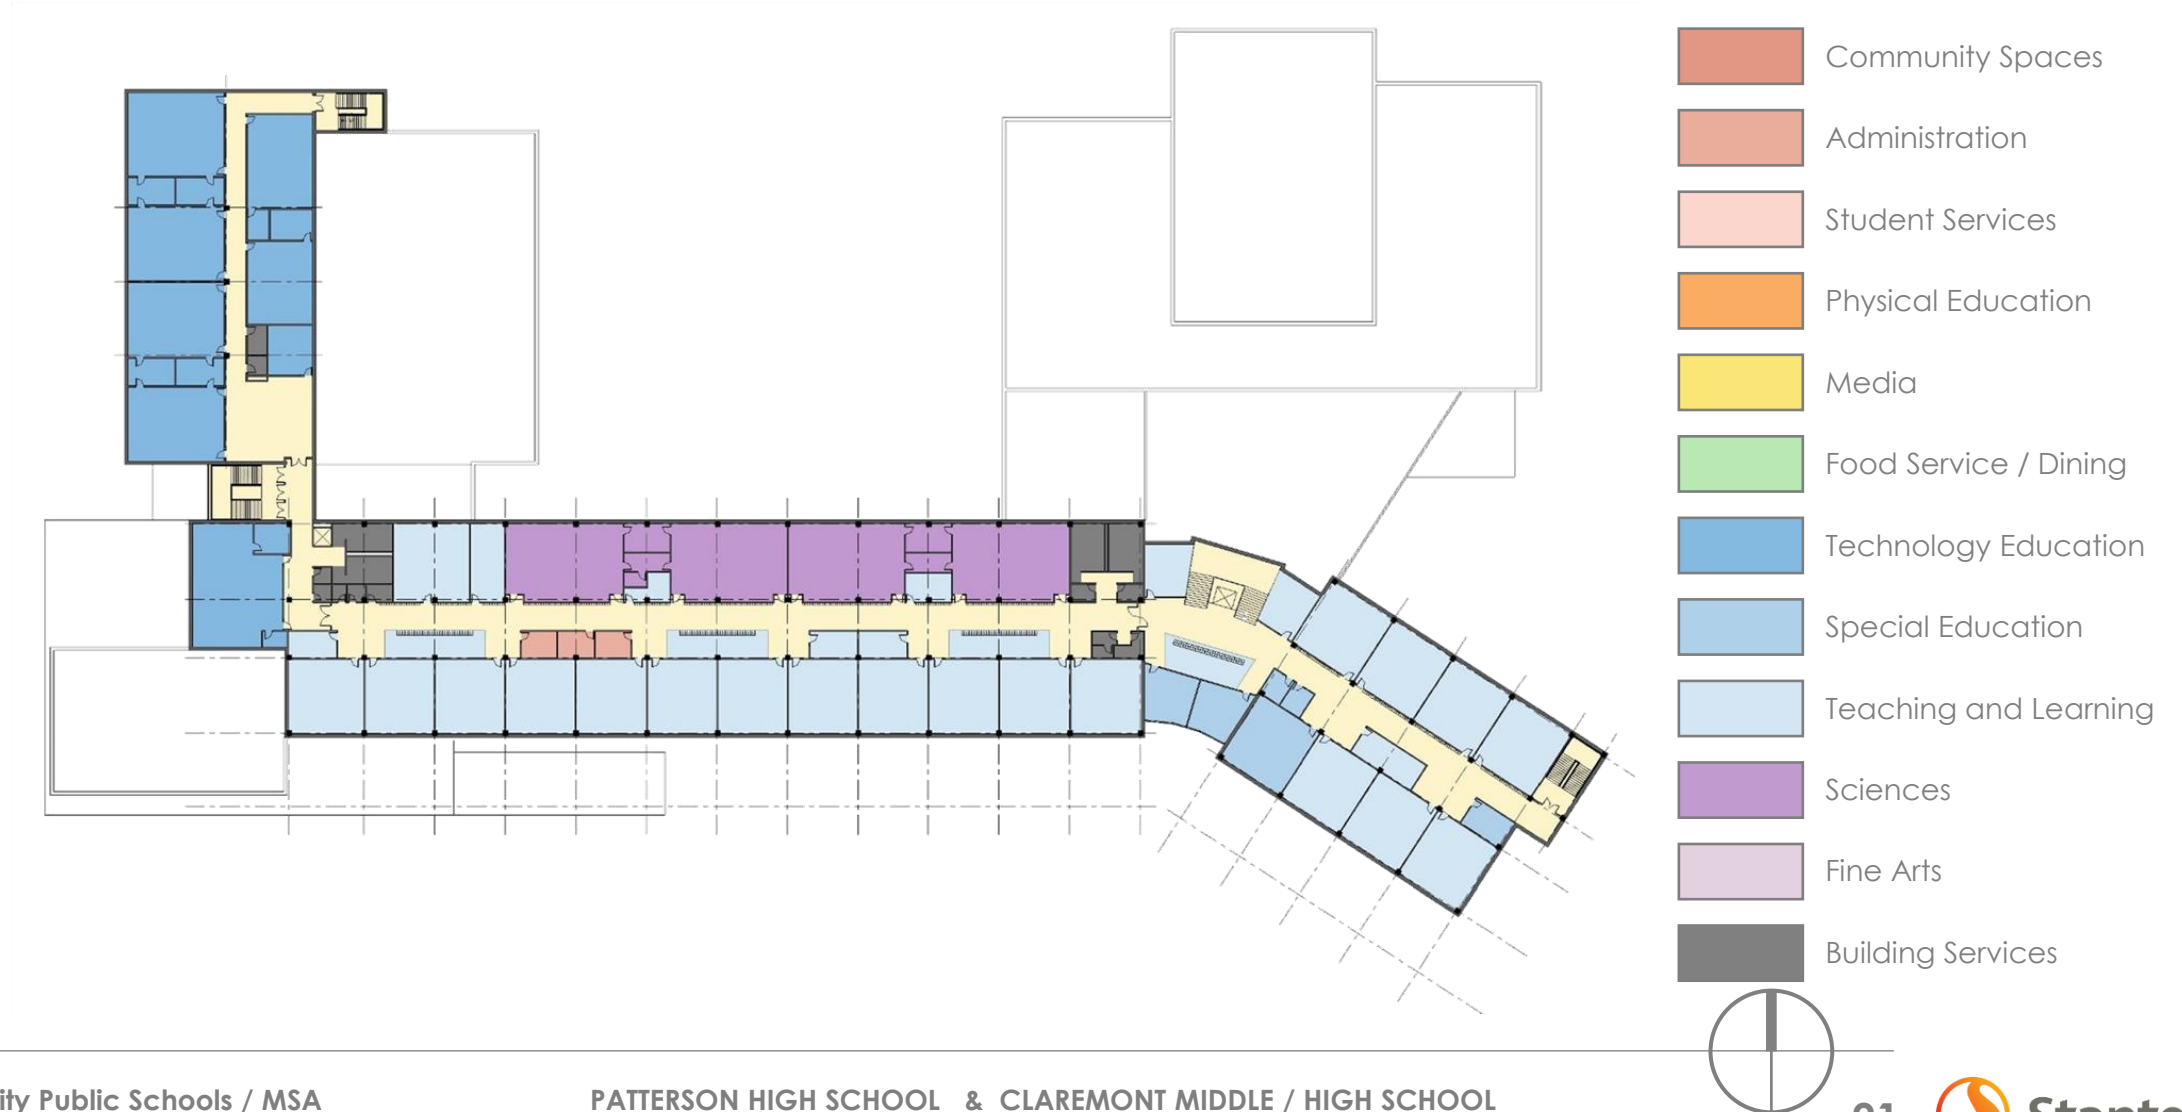 Community Spaces
Administration
Student Services
Physical Education
Media
Food Service / Dining
Technology Education
Special Education
Teaching and Learning
Sciences
Fine Arts
Building Services
Public Schools / MSA
PATTERSON HIGH SCHOOL & CLAREMONT MIDDLE / HIGH SCHOOL